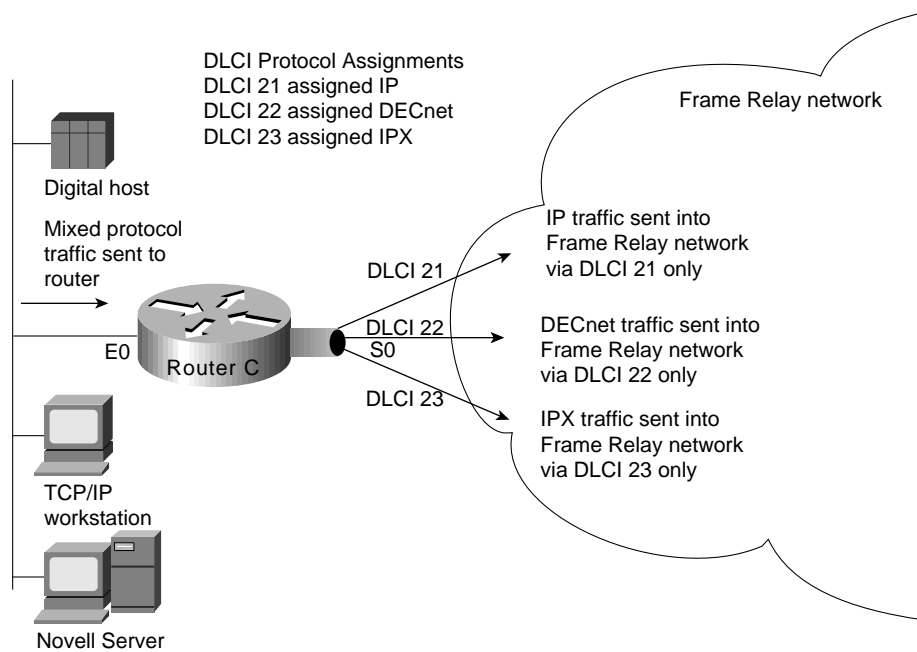 DLCI Protocol Assignments
DLCI 21 assigned IP
DLCI 22 assigned DECnet
DLCI 23 assigned IPX
Frame Relay network
Digital host
Mixed protocol
traffic sent to
router
IP traffic sent into
Frame Relay network
via DLCI 21 only
DLCI 21
DLCI 22
DECnet traffic sent into
Frame Relay network
via DLCI 22 only
E0
Router C
S0
DLCI 23
IPX traffic sent into
Frame Relay network
via DLCI 23 only
TCP/IP
workstation
Novell Server